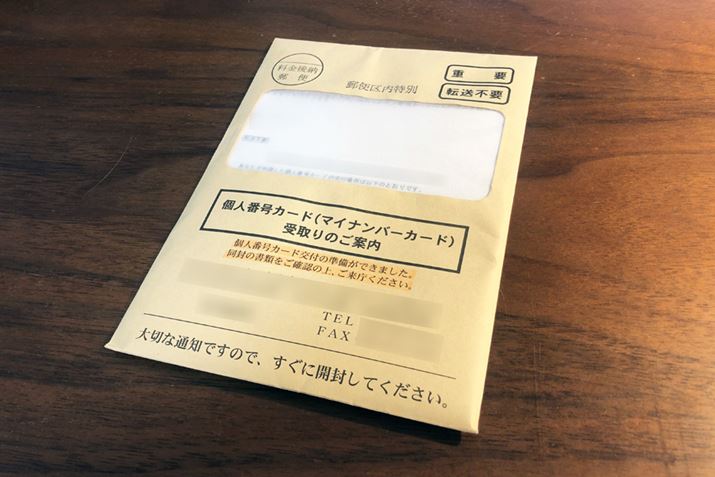 料金後納
郵便
郵便区内特別
重要
転送不要
個人番号カード(マイナンバーカード)
受取りのご案内
個人番号カード交付の準備ができました。
同封の書類をご確認の上、ご来庁ください。
TEL
FAX
大切な通知ですので、すぐに開封してください。